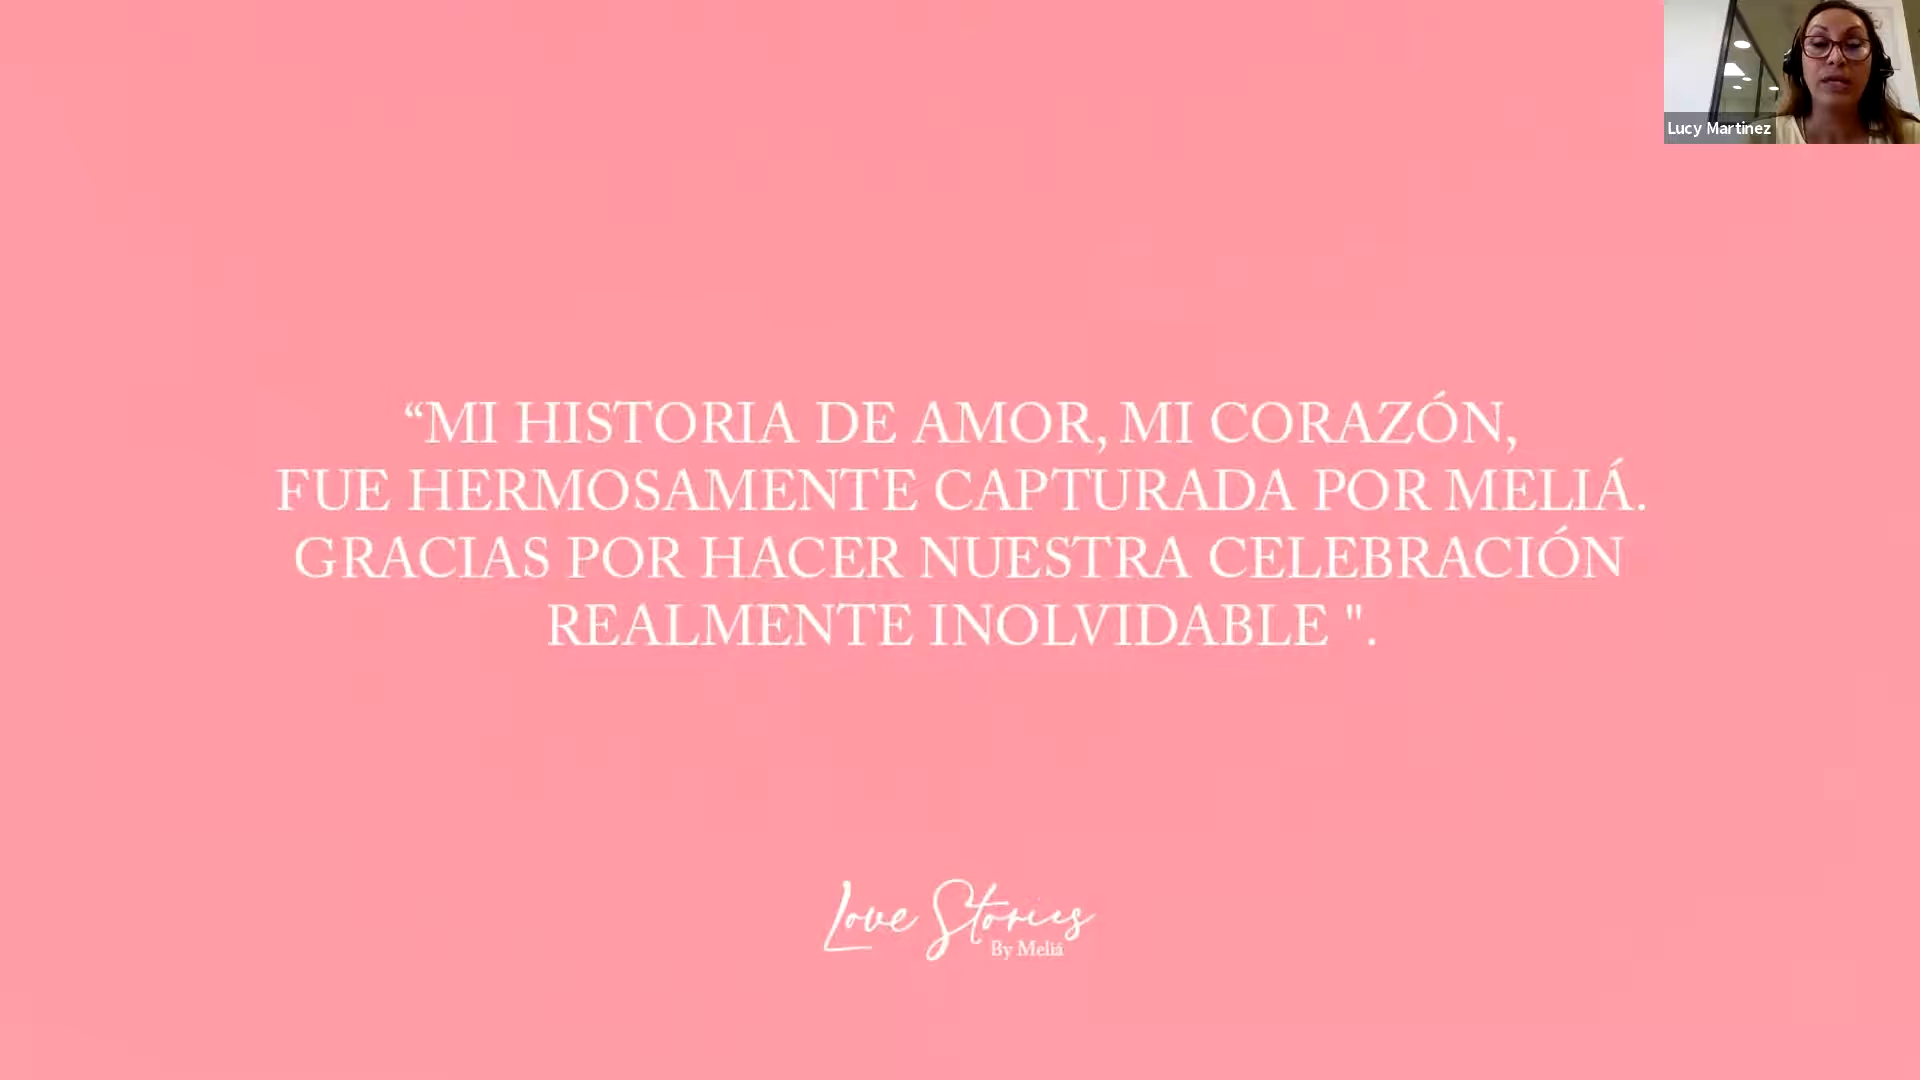 Lucy Martinez
“MI HISTORIA DE AMOR, MI CORAZÓN,
FUE HERMOSAMENTE CAPTURADA POR MELIÁ.
GRACIAS POR HACER NUESTRA CELEBRACIÓN
REALMENTE INOLVIDABLE ".
Love Stories
By Meliá